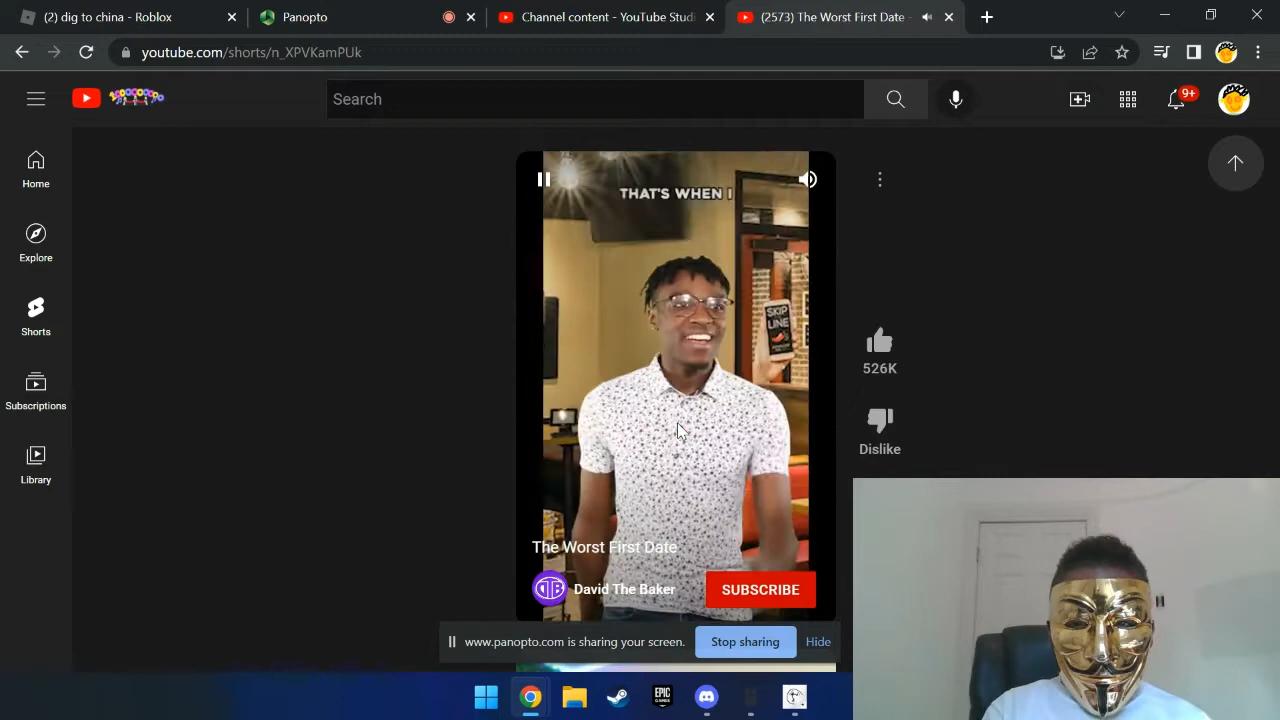 (2) dig to china - Roblox
Panopto
Channel content - YouTube Studi
(2573) The Worst First Date -
youtube.com/shorts/n_XPVKamPUk
Search
9+
Home
Explore
Shorts
Subscriptions
Library
THAT'S WHEN I
SKIP
LINE
526K
Dislike
The Worst First Date
David The Baker
SUBSCRIBE
www.panopto.com is sharing your screen.
Stop sharing
Hide
EPIC
GAMES